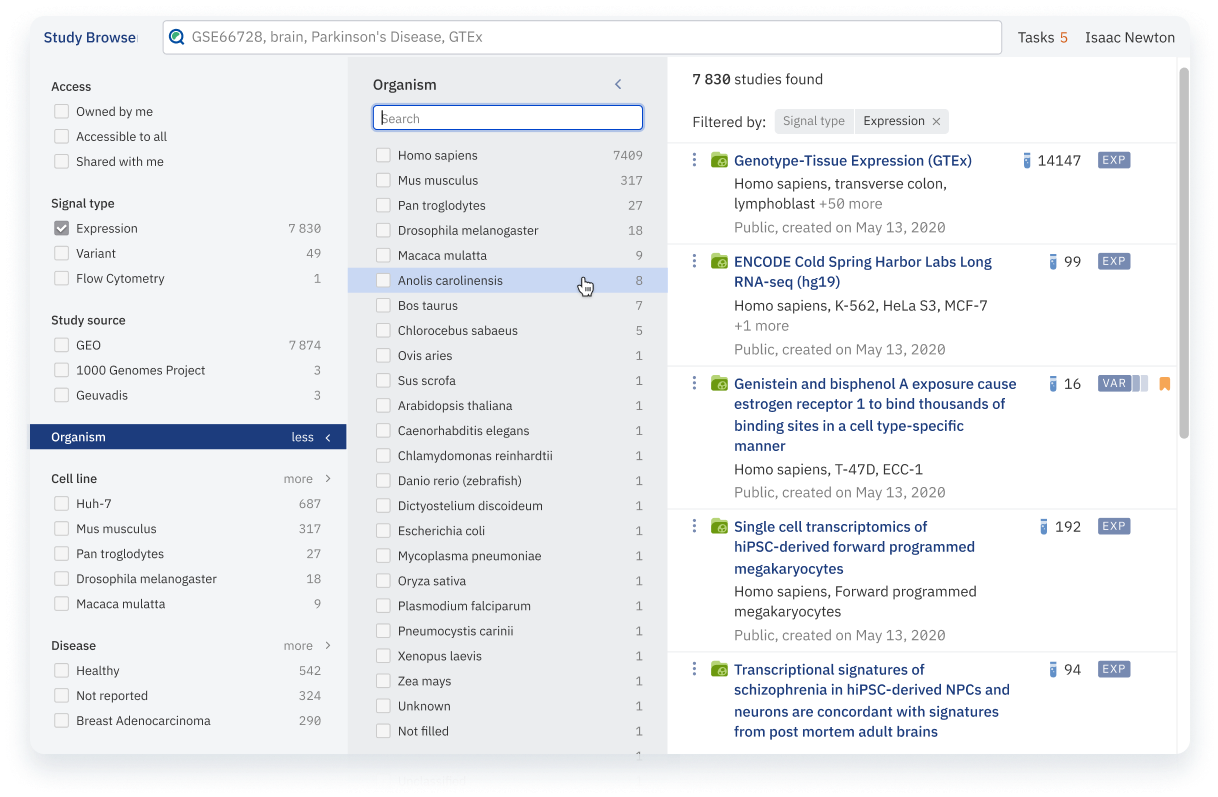 Study Browse
GSE66728, brain, Parkinson's Disease, GTEx
Tasks 5
Isaac Newton
Access
Owned by me
Accessible to all
Shared with me
Signal type
Expression 7 830
Variant 49
Flow Cytometry 1
Study source
GEO 7 874
1000 Genomes Project 3
Geuvadis 3
Organism less
Cell line more
Huh-7 687
Mus musculus 317
Pan troglodytes 27
Drosophila melanogaster 18
Macaca mulatta 9
Disease more
Healthy 542
Not reported 324
Breast Adenocarcinoma 290
Organism
Search
Homo sapiens 7409
Mus musculus 317
Pan troglodytes 27
Drosophila melanogaster 18
Macaca mulatta 9
Anolis carolinensis 8
Bos taurus 7
Chlorocebus sabaeus 5
Ovis aries 1
Sus scrofa 1
Arabidopsis thaliana 1
Caenorhabditis elegans 1
Chlamydomonas reinhardtii 1
Danio rerio (zebrafish) 1
Dictyostelium discoideum 1
Escherichia coli 1
Mycoplasma pneumoniae 1
Oryza sativa 1
Plasmodium falciparum 1
Pneumocystis carinii 1
Xenopus laevis 1
Zea mays 1
Unknown 1
Not filled 1
7 830 studies found
Filtered by: Signal type Expression ×
Genotype-Tissue Expression (GTEx) 14147 EXP
Homo sapiens, transverse colon,
lymphoblast +50 more
Public, created on May 13, 2020
ENCODE Cold Spring Harbor Labs Long 99 EXP
RNA-seq (hg19)
Homo sapiens, K-562, HeLa S3, MCF-7
+1 more
Public, created on May 13, 2020
Genistein and bisphenol A exposure cause 16 VAR
estrogen receptor 1 to bind thousands of
binding sites in a cell type-specific
manner
Homo sapiens, T-47D, ECC-1
Public, created on May 13, 2020
Single cell transcriptomics of 192 EXP
hiPSC-derived forward programmed
megakaryocytes
Homo sapiens, Forward programmed
megakaryocytes
Public, created on May 13, 2020
Transcriptional signatures of 94 EXP
schizophrenia in hiPSC-derived NPCs and
neurons are concordant with signatures
from post mortem adult brains